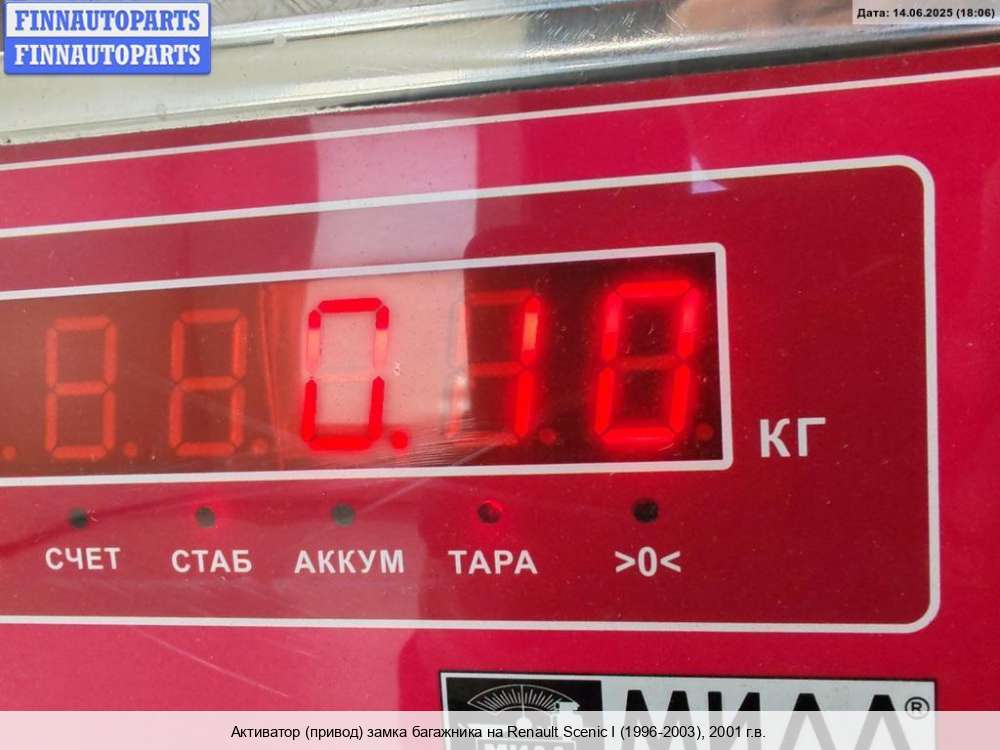 FINNAUTOPARTS
FINNAUTOPARTS
Дата: 14.06.2025 (18:06)
0.10
КГ
СЧЕТ СТАБ АККУМ ТАРА >0<
®
Активатор (привод) замка багажника на Renault Scenic I (1996-2003), 2001 г.в.